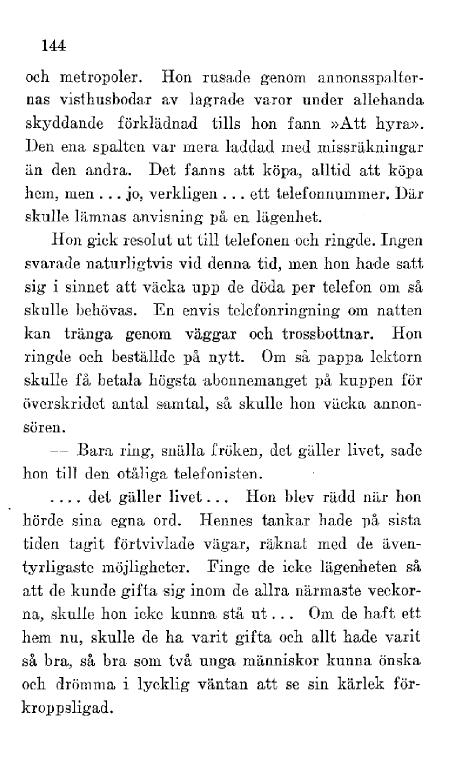 144
och metropoler. Hon rusade genom annonsspalter-
nas visthusbodar av lagrade varor under allehanda
skyddande förklädnad tills hon fann »Att hyra».
Den ena spalten var mera laddad med missräkningar
än den andra. Det fanns att köpa, alltid att köpa
hem, men . . . jo, verkligen . . . ett telefonnummer. Där
skulle lämnas anvisning på en lägenhet.
Hon gick resolut ut till telefonen och ringde. Ingen
svarade naturligtvis vid denna tid, men hon hade satt
sig i sinnet att väcka upp de döda per telefon om så
skulle behövas. En envis telefonringning om natten
kan tränga genom väggar och trossbottnar. Hon
ringde och beställde på nytt. Om så pappa lektorn
skulle få betala högsta abonnemanget på kuppen för
överskridet antal samtal, så skulle hon väcka annon-
sören.
— Bara ring, snälla fröken, det gäller livet, sade
hon till den otåliga telefonisten.
. . . . det gäller livet . . . Hon blev rädd när hon
hörde sina egna ord. Hennes tankar hade på sista
tiden tagit förtvivlade vägar, räknat med de även-
tyrligaste möjligheter. Finge de icke lägenheten så
att de kunde gifta sig inom de allra närmaste veckor-
na, skulle hon icke kunna stå ut . . . Om de haft ett
hem nu, skulle de ha varit gifta och allt hade varit
så bra, så bra som två unga människor kunna önska
och drömma i lycklig väntan att se sin kärlek för-
kroppsligad.